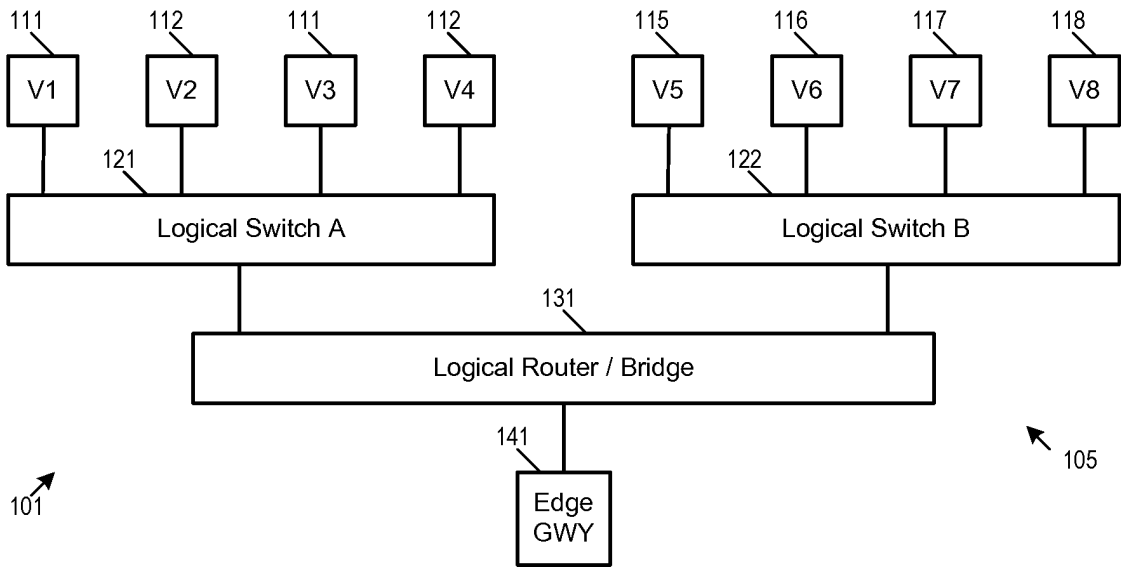 111 112 111 112 115 116 117 118
V1 V2 V3 V4 V5 V6 V7 V8
121 122
Logical Switch A Logical Switch B
131
Logical Router / Bridge
141
105
101
Edge
GWY